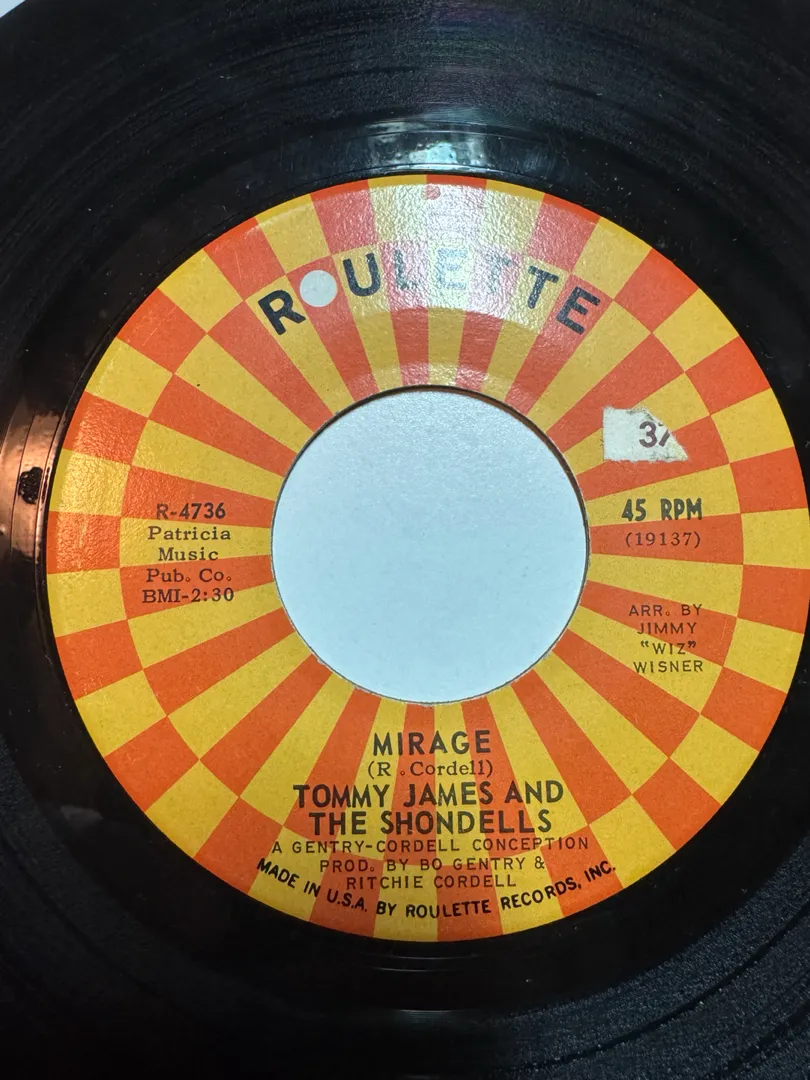 ROULETTE
37
R-4736
Patricia
Music
Pub. Co.
BMI-2:30
45 RPM
(19137)
ARR. BY
JIMMY
"WIZ"
WISNER
MIRAGE
(R. Cordell)
TOMMY JAMES AND
THE SHONDELLS
A GENTRY-CORDELL CONCEPTION
PROD. BY BO GENTRY &
RITCHIE CORDELL
MADE IN U.S.A. BY ROULETTE RECORDS, INC.